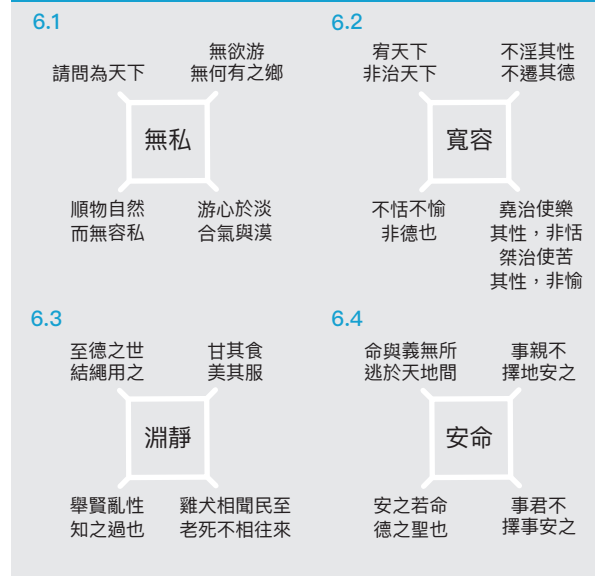 6.1
請問為天下
無欲游
無何有之鄉
無私
順物自然
而無容私
游心於淡
合氣與漠
6.2
宥天下
非治天下
不淫其性
不遷其德
寬容
不恬不愉
非德也
堯治使樂
其性，非恬
桀治使苦
其性，非愉
6.3
至德之世
結繩用之
甘其食
美其服
淵靜
舉賢亂性
知之過也
雞犬相聞民至
老死不相往來
6.4
命與義無所
逃於天地間
事親不
擇地安之
安命
安之若命
德之聖也
事君不
擇事安之